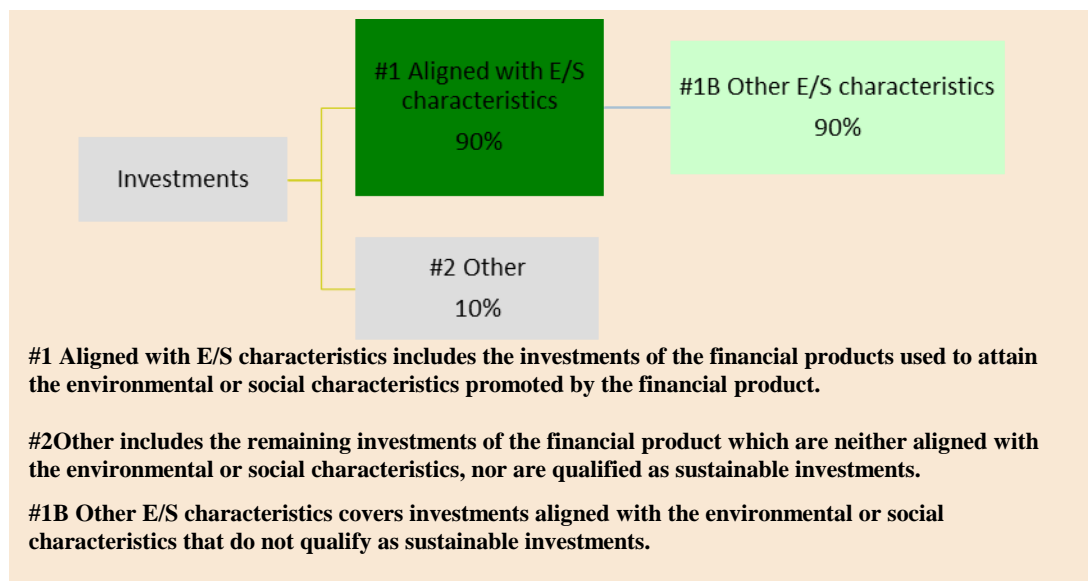 #1 Aligned with E/S
characteristics
90%
#1B Other E/S characteristics
90%
Investments
#2 Other
10%
#1 Aligned with E/S characteristics includes the investments of the financial products used to attain
the environmental or social characteristics promoted by the financial product.
#2Other includes the remaining investments of the financial product which are neither aligned with
the environmental or social characteristics, nor are qualified as sustainable investments.
#1B Other E/S characteristics covers investments aligned with the environmental or social
characteristics that do not qualify as sustainable investments.